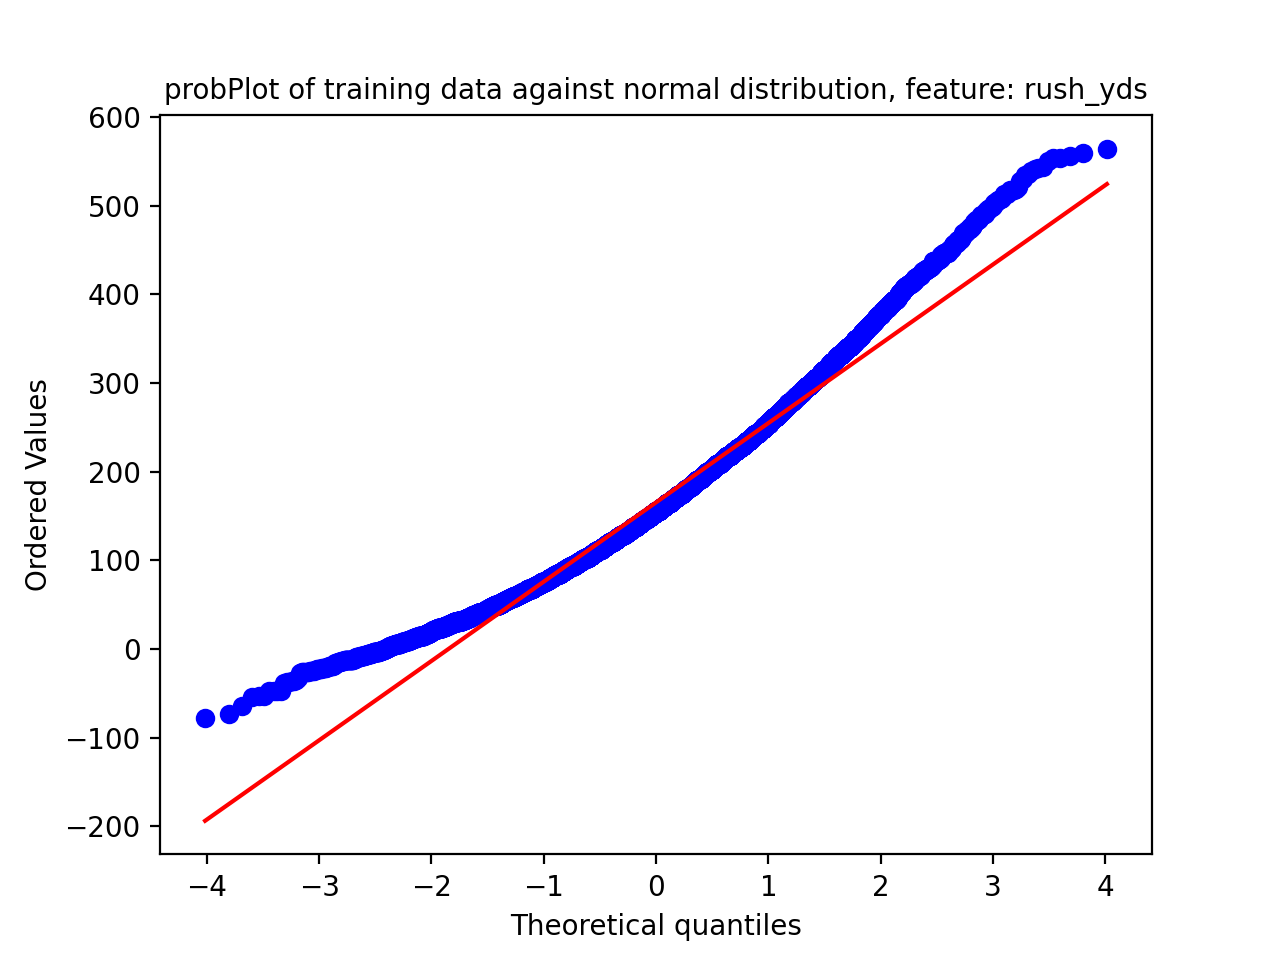 probPlot of training data against normal distribution, feature: rush_yds
600
500
400
300
200
100
0
−100
−200
Ordered Values
−4 −3 −2 −1 0 1 2 3 4
Theoretical quantiles